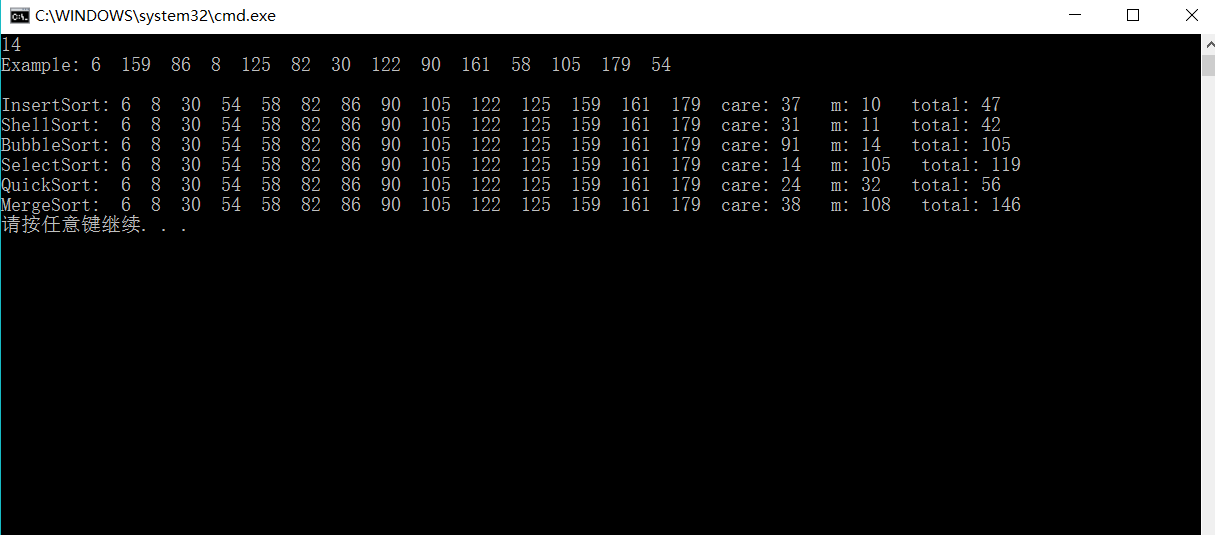 C:\WINDOWS\system32\cmd.exe
14
Example: 6  159  86  8  125  82  30  122  90  161  58  105  179  54
InsertSort: 6  8  30  54  58  82  86  90  105  122  125  159  161  179  care: 37   m: 10   total: 47
ShellSort:  6  8  30  54  58  82  86  90  105  122  125  159  161  179  care: 31   m: 11   total: 42
BubbleSort: 6  8  30  54  58  82  86  90  105  122  125  159  161  179  care: 91   m: 14   total: 105
SelectSort: 6  8  30  54  58  82  86  90  105  122  125  159  161  179  care: 14   m: 105   total: 119
QuickSort:  6  8  30  54  58  82  86  90  105  122  125  159  161  179  care: 24   m: 32   total: 56
MergeSort:  6  8  30  54  58  82  86  90  105  122  125  159  161  179  care: 38   m: 108   total: 146
请按任意键继续. . .